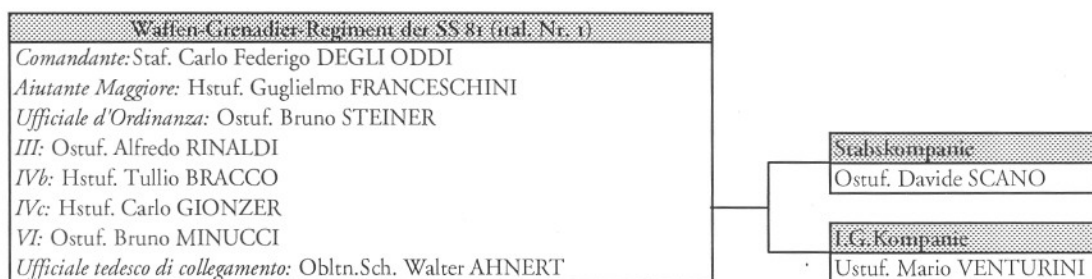 Waffen-Grenadier-Regiment der SS 81 (ital. Nr. 1)
Comandante: Staf. Carlo Federigo DEGLI ODDI
Aiutante Maggiore: Hstuf. Guglielmo FRANCESCHINI
Ufficiale d'Ordinanza: Ostuf. Bruno STEINER
III: Ostuf. Alfredo RINALDI
IVb: Hstuf. Tullio BRACCO
IVc: Hstuf. Carlo GIONZER
VI: Ostuf. Bruno MINUCCI
Ufficiale tedesco di collegamento: Obltn.Sch. Walter AHNERT
Stabskompanie
Ostuf. Davide SCANO
I.G.Kompanie
Ustuf. Mario VENTURINI